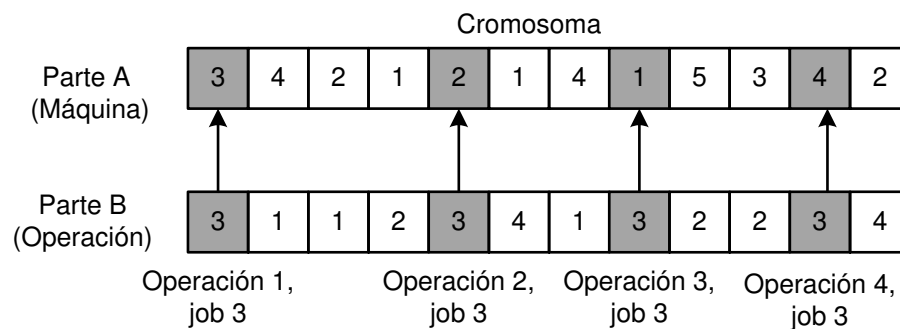 Cromosoma
Parte A
(Máquina)
3 4 2 1 2 1 4 1 5 3 4 2
Parte B
(Operación)
3 1 1 2 3 4 1 3 2 2 3 4
Operación 1,
job 3
Operación 2,
job 3
Operación 3,
job 3
Operación 4,
job 3